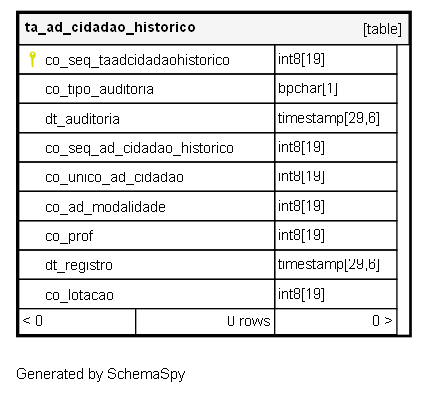 ta_ad_cidadao_historico [table]
co_seq_taadcidadaohistorico int8[19]
co_tipo_auditoria bpchar[1]
dt_auditoria timestamp[29,6]
co_seq_ad_cidadao_historico int8[19]
co_unico_ad_cidadao int8[19]
co_ad_modalidade int8[19]
co_prof int8[19]
dt_registro timestamp[29,6]
co_lotacao int8[19]
< 0 0 rows 0 >
Generated by SchemaSpy